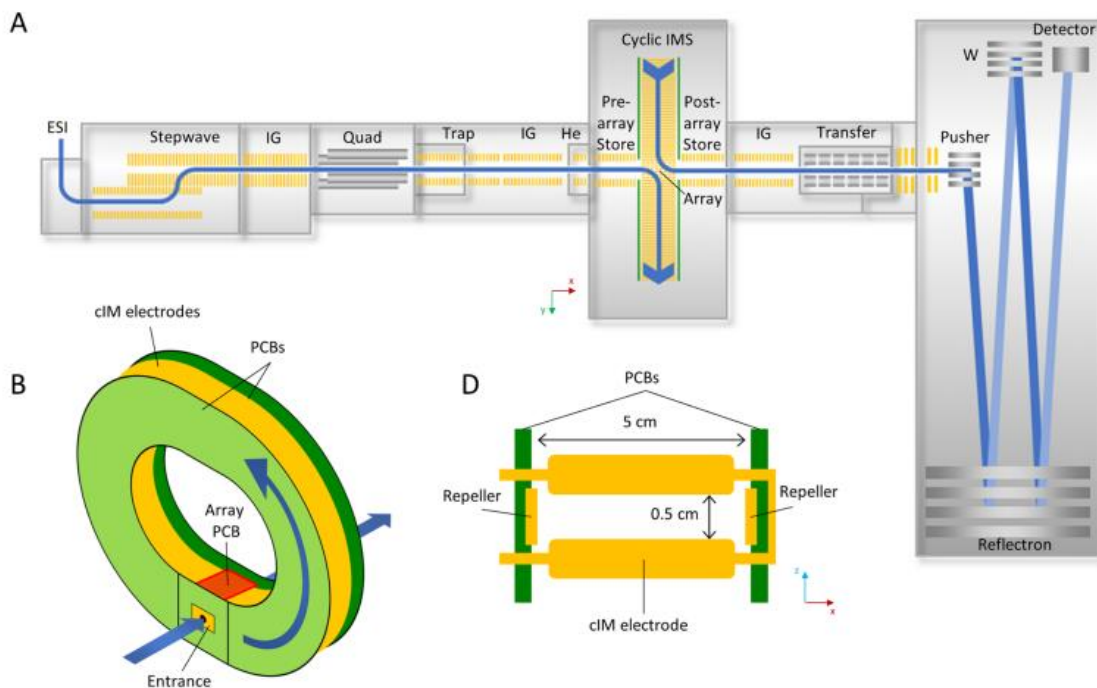 A
Cyclic IMS
Detector
W
ESI
Stepwave
IG
Quad
Trap
IG
He
Pre-
array
Store
Post-
array
Store
IG
Transfer
Pusher
Array
x
y
Reflectron
B
cIM electrodes
PCBs
Array
PCB
Entrance
D
PCBs
5 cm
Repeller
0.5 cm
Repeller
cIM electrode
z
x